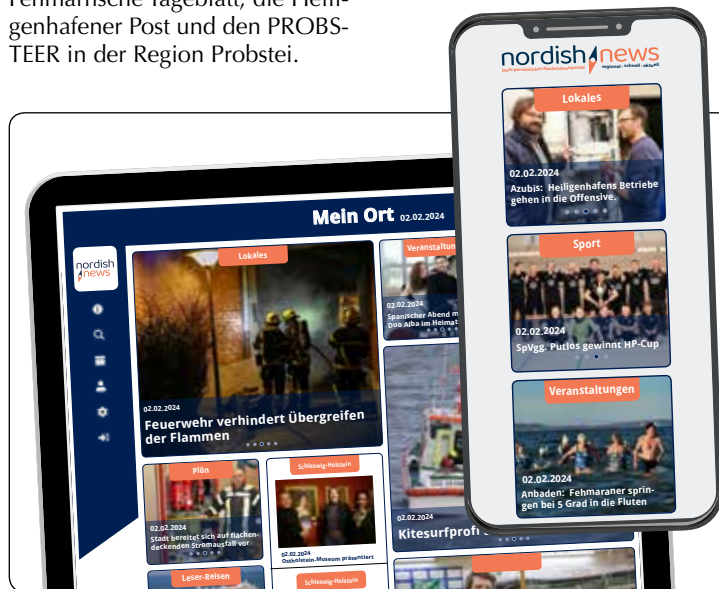 genhafener Post und den PROBS-
TEER in der Region Probstei.
nordish news
regional · schnell · aktuell
Lokales
02.02.2024
Azubis: Heiligenhafens Betriebe
gehen in die Offensive.
Sport
02.02.2024
SpVgg. Putlos gewinnt HP-Cup
Veranstaltungen
02.02.2024
Anbaden: Fehmaraner sprin-
gen bei 5 Grad in die Fluten
Mein Ort 02.02.2024
nordish
news
Lokales
02.02.2024
Feuerwehr verhindert Übergreifen
der Flammen
02.02.2024
Spanischer Abend
Duo Alba im
Plön
02.02.2024
Stadt bereitet sich auf flächen-
deckenden Stromausfall vor
Schleswig-Holstein
02.02.2024
Ostholstein-Museum präsentiert
02.02.2024
Kitesurfprofi
Leser-Reisen
Schleswig-Holstein